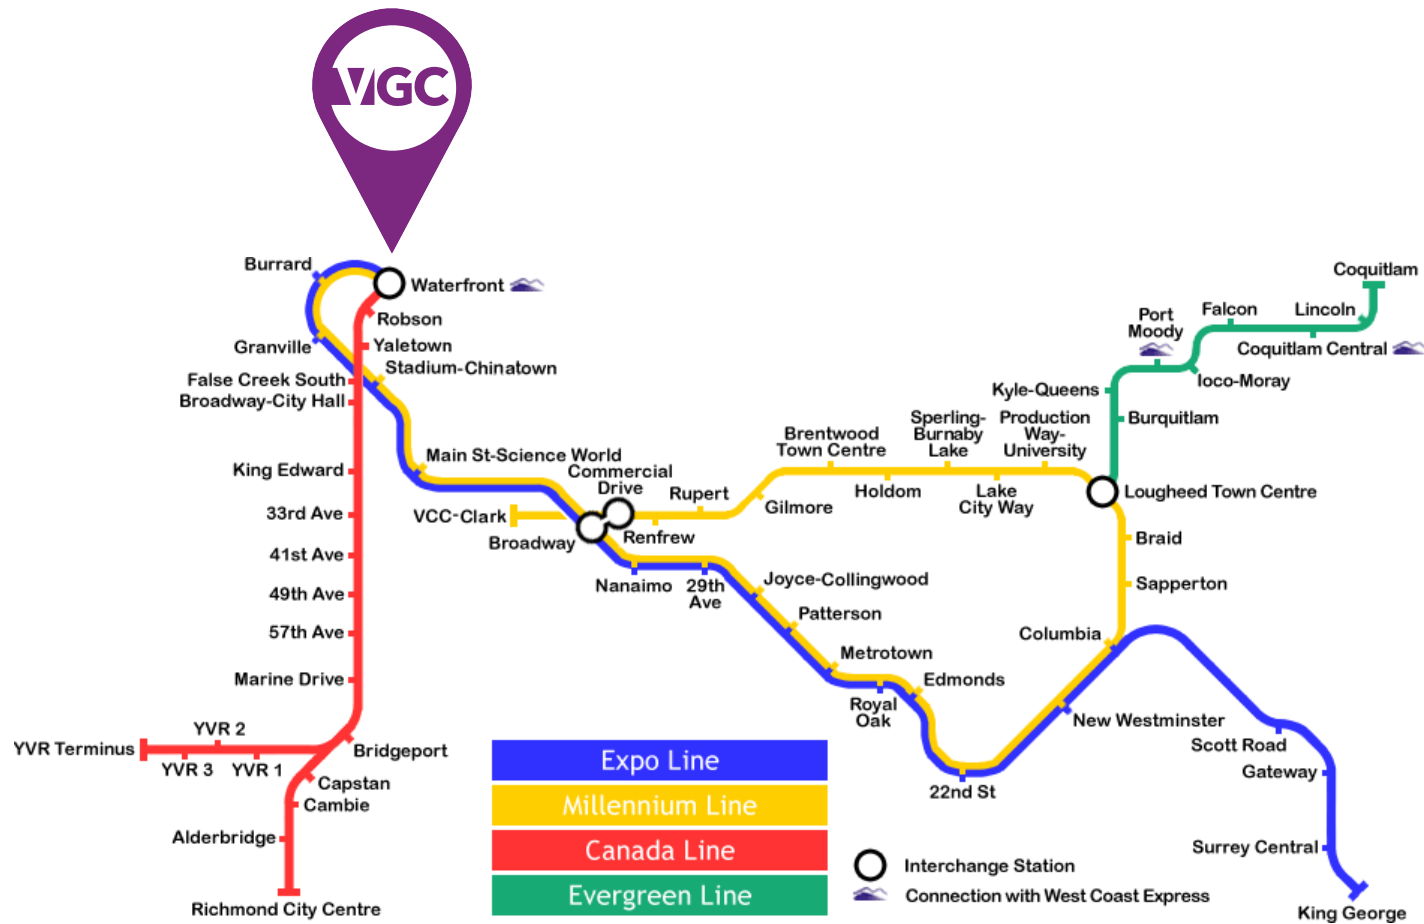 VGC
Burrard
Waterfront
Robson
Granville
Yaletown
Stadium-Chinatown
False Creek South
Broadway-City Hall
King Edward
33rd Ave
41st Ave
49th Ave
57th Ave
Marine Drive
YVR 2
YVR Terminus
YVR 3
YVR 1
Bridgeport
Capstan
Cambie
Alderbridge
Richmond City Centre
Main St-Science World
Commercial
Drive
VCC-Clark
Broadway
Renfrew
Rupert
Gilmore
Brentwood
Town Centre
Holdom
Sperling-
Burnaby
Lake
Lake
City Way
Production
Way-
University
Lougheed Town Centre
Coquitlam
Lincoln
Falcon
Coquitlam Central
Port
Moody
Ioco-Moray
Kyle-Queens
Burquitlam
Braid
Sapperton
Columbia
Nanaimo
29th
Ave
Joyce-Collingwood
Patterson
Metrotown
Royal
Oak
Edmonds
22nd St
New Westminster
Scott Road
Gateway
Surrey Central
King George
Expo Line
Millennium Line
Canada Line
Evergreen Line
Interchange Station
Connection with West Coast Express